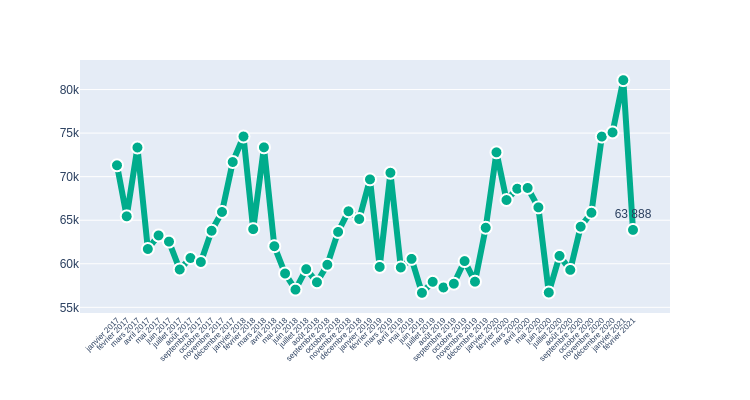 80k
75k
70k
65k
60k
55k
63 888
janvier 2017
février 2017
mars 2017
avril 2017
mai 2017
juin 2017
juillet 2017
août 2017
septembre 2017
octobre 2017
novembre 2017
décembre 2017
janvier 2018
février 2018
mars 2018
avril 2018
mai 2018
juin 2018
juillet 2018
août 2018
septembre 2018
octobre 2018
novembre 2018
décembre 2018
janvier 2019
février 2019
mars 2019
avril 2019
mai 2019
juin 2019
juillet 2019
août 2019
septembre 2019
octobre 2019
novembre 2019
décembre 2019
janvier 2020
février 2020
mars 2020
avril 2020
mai 2020
juin 2020
juillet 2020
août 2020
septembre 2020
octobre 2020
novembre 2020
décembre 2020
janvier 2021
février 2021